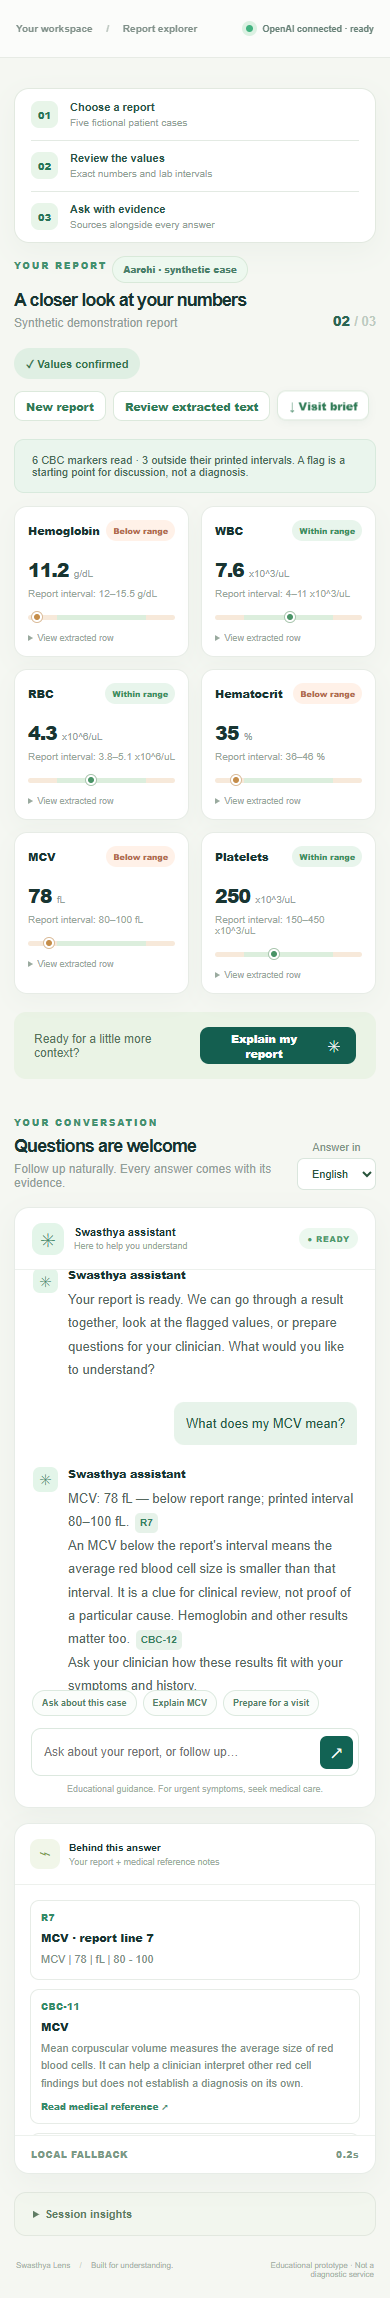 Your workspace / Report explorer
OpenAI connected · ready
01 Choose a report
Five fictional patient cases
02 Review the values
Exact numbers and lab intervals
03 Ask with evidence
Sources alongside every answer
YOUR REPORT Aarohi · synthetic case
A closer look at your numbers
Synthetic demonstration report
02 / 03
✓ Values confirmed
New report
Review extracted text
↓ Visit brief
6 CBC markers read · 3 outside their printed intervals. A flag is a
starting point for discussion, not a diagnosis.
Hemoglobin Below range
11.2 g/dL
Report interval: 12–15.5 g/dL
▶ View extracted row
WBC Within range
7.6 x10^3/uL
Report interval: 4–11 x10^3/uL
▶ View extracted row
RBC Within range
4.3 x10^6/uL
Report interval: 3.8–5.1 x10^6/uL
▶ View extracted row
Hematocrit Below range
35 %
Report interval: 36–46 %
▶ View extracted row
MCV Below range
78 fL
Report interval: 80–100 fL
▶ View extracted row
Platelets Within range
250 x10^3/uL
Report interval: 150–450
x10^3/uL
▶ View extracted row
Ready for a little more
context?
Explain my
report
YOUR CONVERSATION
Questions are welcome
Follow up naturally. Every answer comes with its
evidence.
Answer in
English
Swasthya assistant
Here to help you understand
• READY
Swasthya assistant
Your report is ready. We can go through a result
together, look at the flagged values, or prepare
questions for your clinician. What would you like
to understand?
What does my MCV mean?
Swasthya assistant
MCV: 78 fL — below report range; printed interval
80–100 fL. R7
An MCV below the report's interval means the
average red blood cell size is smaller than that
interval. It is a clue for clinical review, not proof of
a particular cause. Hemoglobin and other results
matter too. CBC-12
Ask your clinician how these results fit with your
symptoms and history.
Ask about this case
Explain MCV
Prepare for a visit
Ask about your report, or follow up…
↗
Educational guidance. For urgent symptoms, seek medical care.
Behind this answer
Your report + medical reference notes
R7
MCV · report line 7
MCV | 78 | fL | 80 - 100
CBC-11
MCV
Mean corpuscular volume measures the average size of red
blood cells. It can help a clinician interpret other red cell
findings but does not establish a diagnosis on its own.
Read medical reference ↗
LOCAL FALLBACK 0.2s
▶ Session insights
Swasthya Lens / Built for understanding.
Educational prototype · Not a
diagnostic service